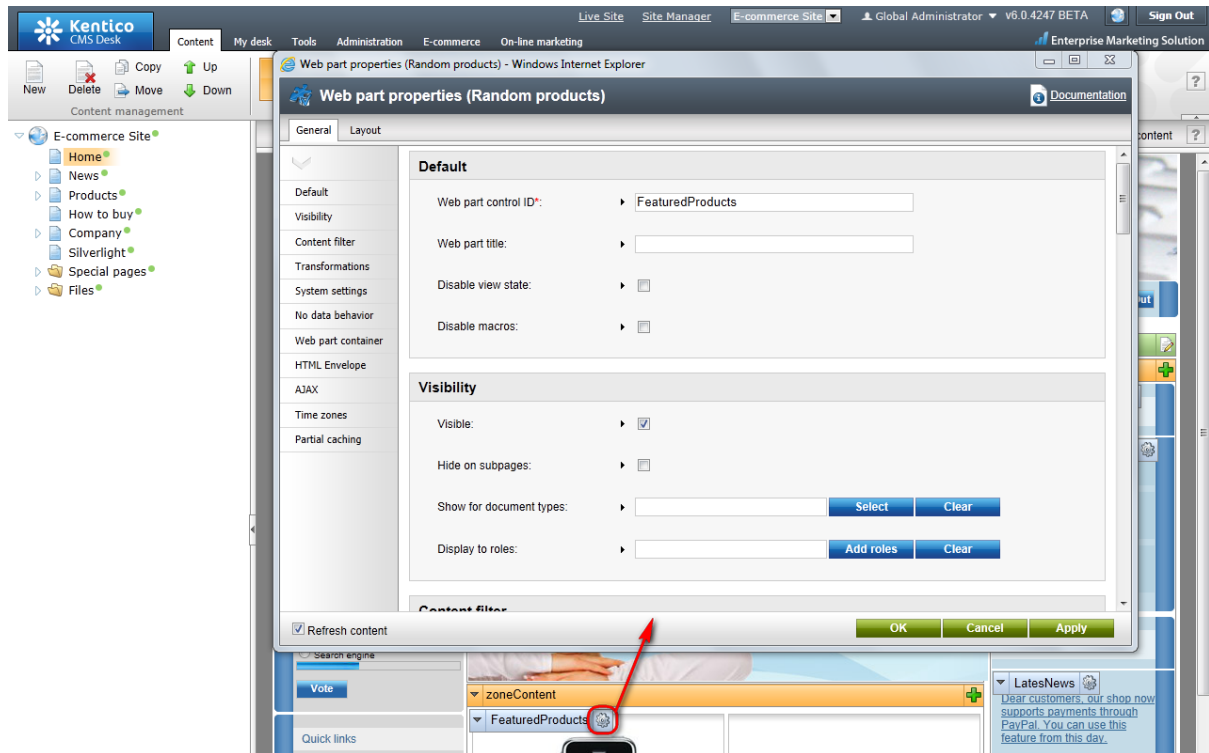 Live Site Site Manager E-commerce Site Global Administrator v6.0.4247 BETA Sign Out
Kentico
CMS Desk
Content My desk Tools Administration E-commerce On-line marketing
Enterprise Marketing Solution
New
Delete
Copy
Move
Up
Down
Content management
?
E-commerce Site
Home
News
Products
How to buy
Company
Silverlight
Special pages
Files
Web part properties (Random products) - Windows Internet Explorer
Web part properties (Random products)
Documentation
General Layout
Default
Visibility
Content filter
Transformations
System settings
No data behavior
Web part container
HTML Envelope
AJAX
Time zones
Partial caching
Default
Web part control ID*: FeaturedProducts
Web part title:
Disable view state:
Disable macros:
Visibility
Visible:
Hide on subpages:
Show for document types: Select Clear
Display to roles: Add roles Clear
Content filter
Refresh content
OK Cancel Apply
ontent ?
ut
Search engine
Vote
Quick links
zoneContent
FeaturedProducts
LatesNews
Dear customers, our shop now
supports payments through
PayPal. You can use this
feature from this day.